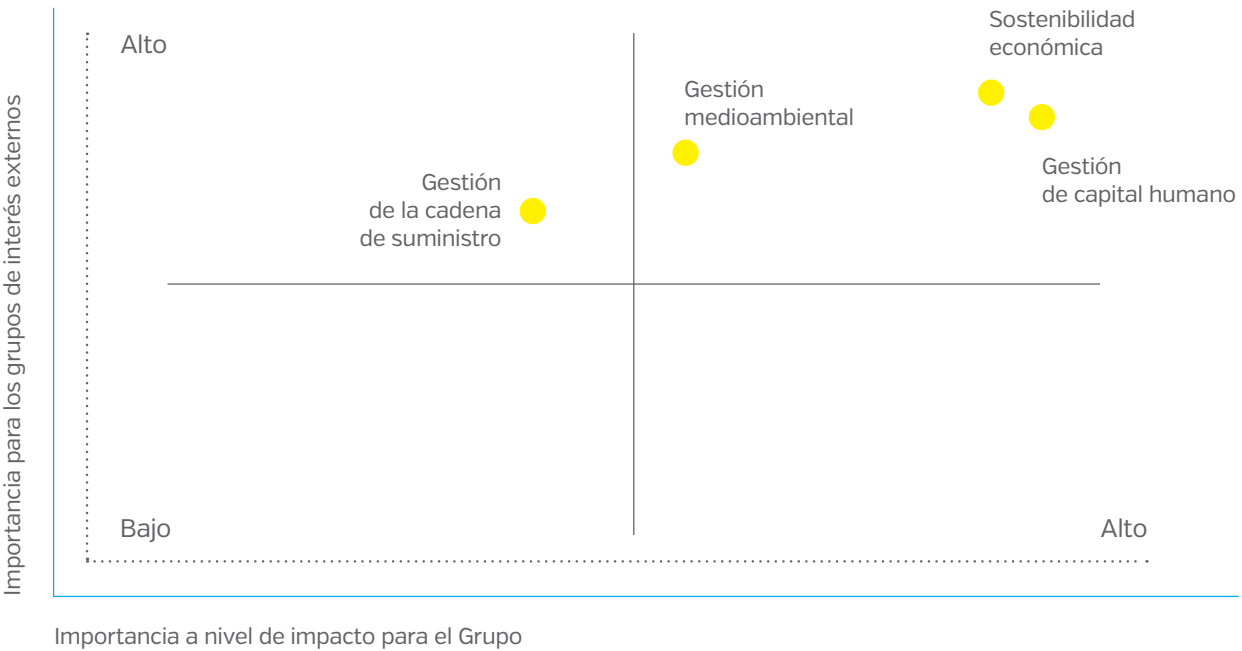 Sostenibilidad
económica
Alto
Gestión
medioambiental
Gestión
de capital humano
Gestión
de la cadena
de suministro
Importancia para los grupos de interés externos
Bajo
Alto
Importancia a nivel de impacto para el Grupo